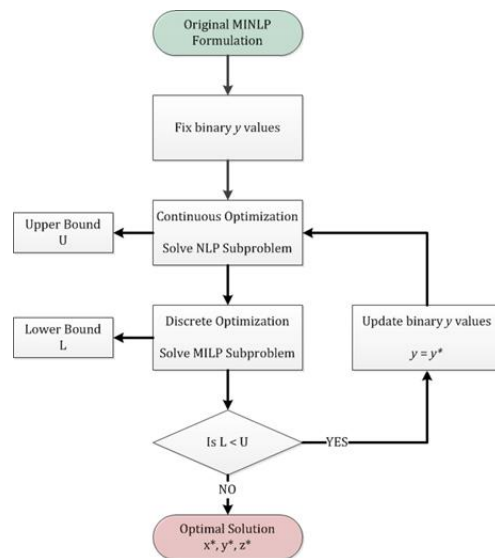 Original MINLP
Formulation
Fix binary y values
Continuous Optimization
Solve NLP Subproblem
Upper Bound
U
Discrete Optimization
Solve MILP Subproblem
Lower Bound
L
Update binary y values
y = y*
Is L < U
YES
NO
Optimal Solution
x*, y*, z*